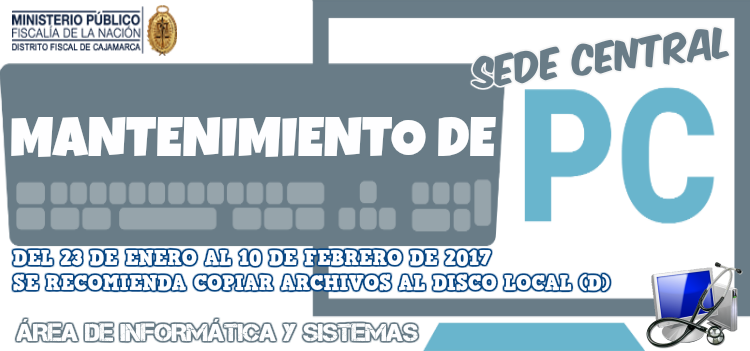 MINISTERIO PÚBLICO
FISCALÍA DE LA NACIÓN
DISTRITO FISCAL DE CAJAMARCA
SEDE CENTRAL
MANTENIMIENTO DE
PC
DEL 23 DE ENERO AL 10 DE FEBRERO DE 2017
SE RECOMIENDA COPIAR ARCHIVOS AL DISCO LOCAL (D)
ÁREA DE INFORMÁTICA Y SISTEMAS